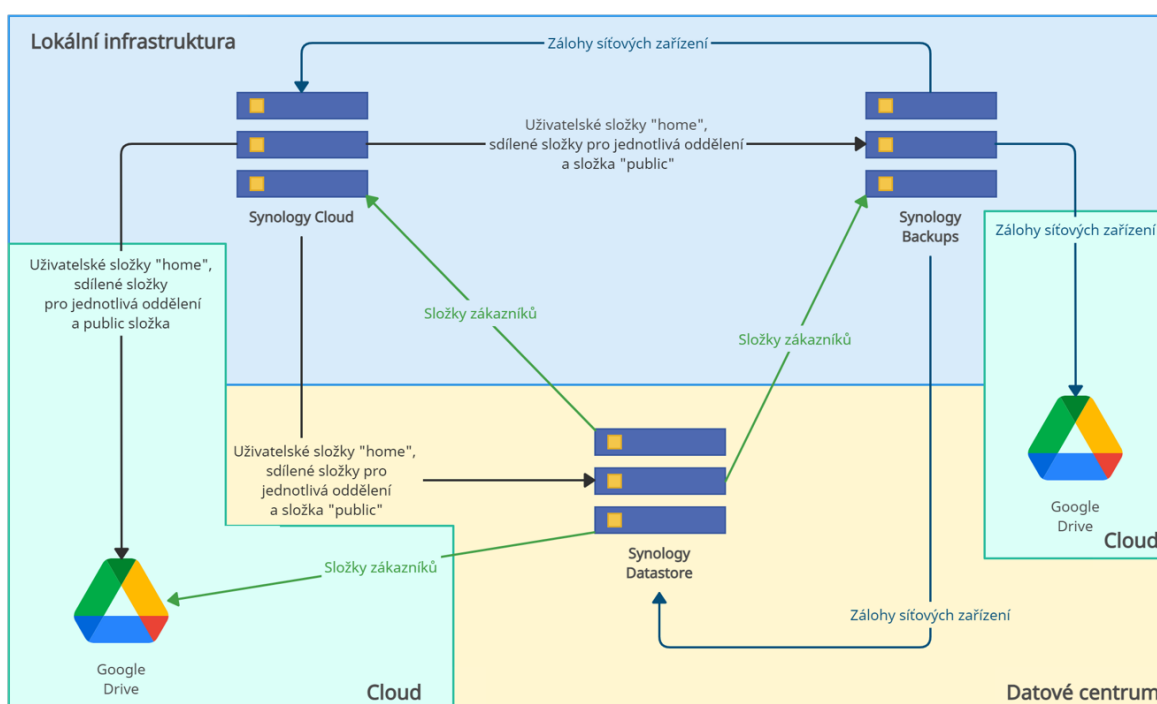 Lokální infrastruktura
Zálohy síťových zařízení
Uživatelské složky "home",
sdílené složky pro jednotlivá oddělení
a složka "public"
Synology Cloud
Synology
Backups
Zálohy síťových zařízení
Uživatelské složky "home",
sdílené složky
pro jednotlivá oddělení
a public složka
Složky zákazníků
Složky zákazníků
Uživatelské složky "home",
sdílené složky pro
jednotlivá oddělení
a složka "public"
Google
Drive
Cloud
Synology
Datastore
Složky zákazníků
Zálohy síťových zařízení
Google
Drive
Cloud
Datové centrum